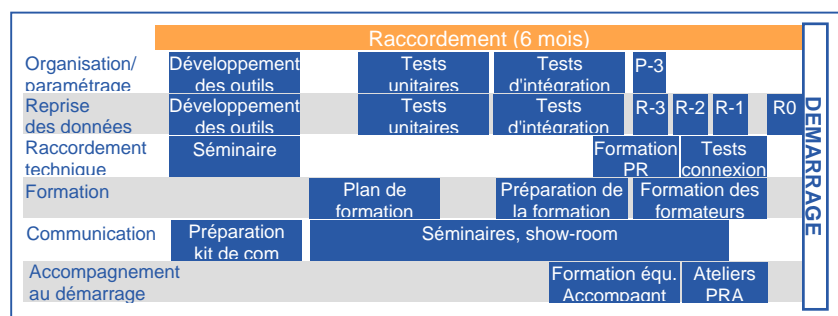 Raccordement (6 mois)
Organisation/
paramétrage
Développement
des outils
Tests
unitaires
Tests
d'intégration
P-3
Reprise
des données
Développement
des outils
Tests
unitaires
Tests
d'intégration
R-3
R-2
R-1
R0
Raccordement
technique
Séminaire
Formation
PR
Tests
connexion
Formation
Plan de
formation
Préparation de
la formation
Formation des
formateurs
Communication
Préparation
kit de com
Séminaires, show-room
Accompagnement
au démarrage
Formation équ.
Accompagnt
Ateliers
PRA
DEMARRAGE